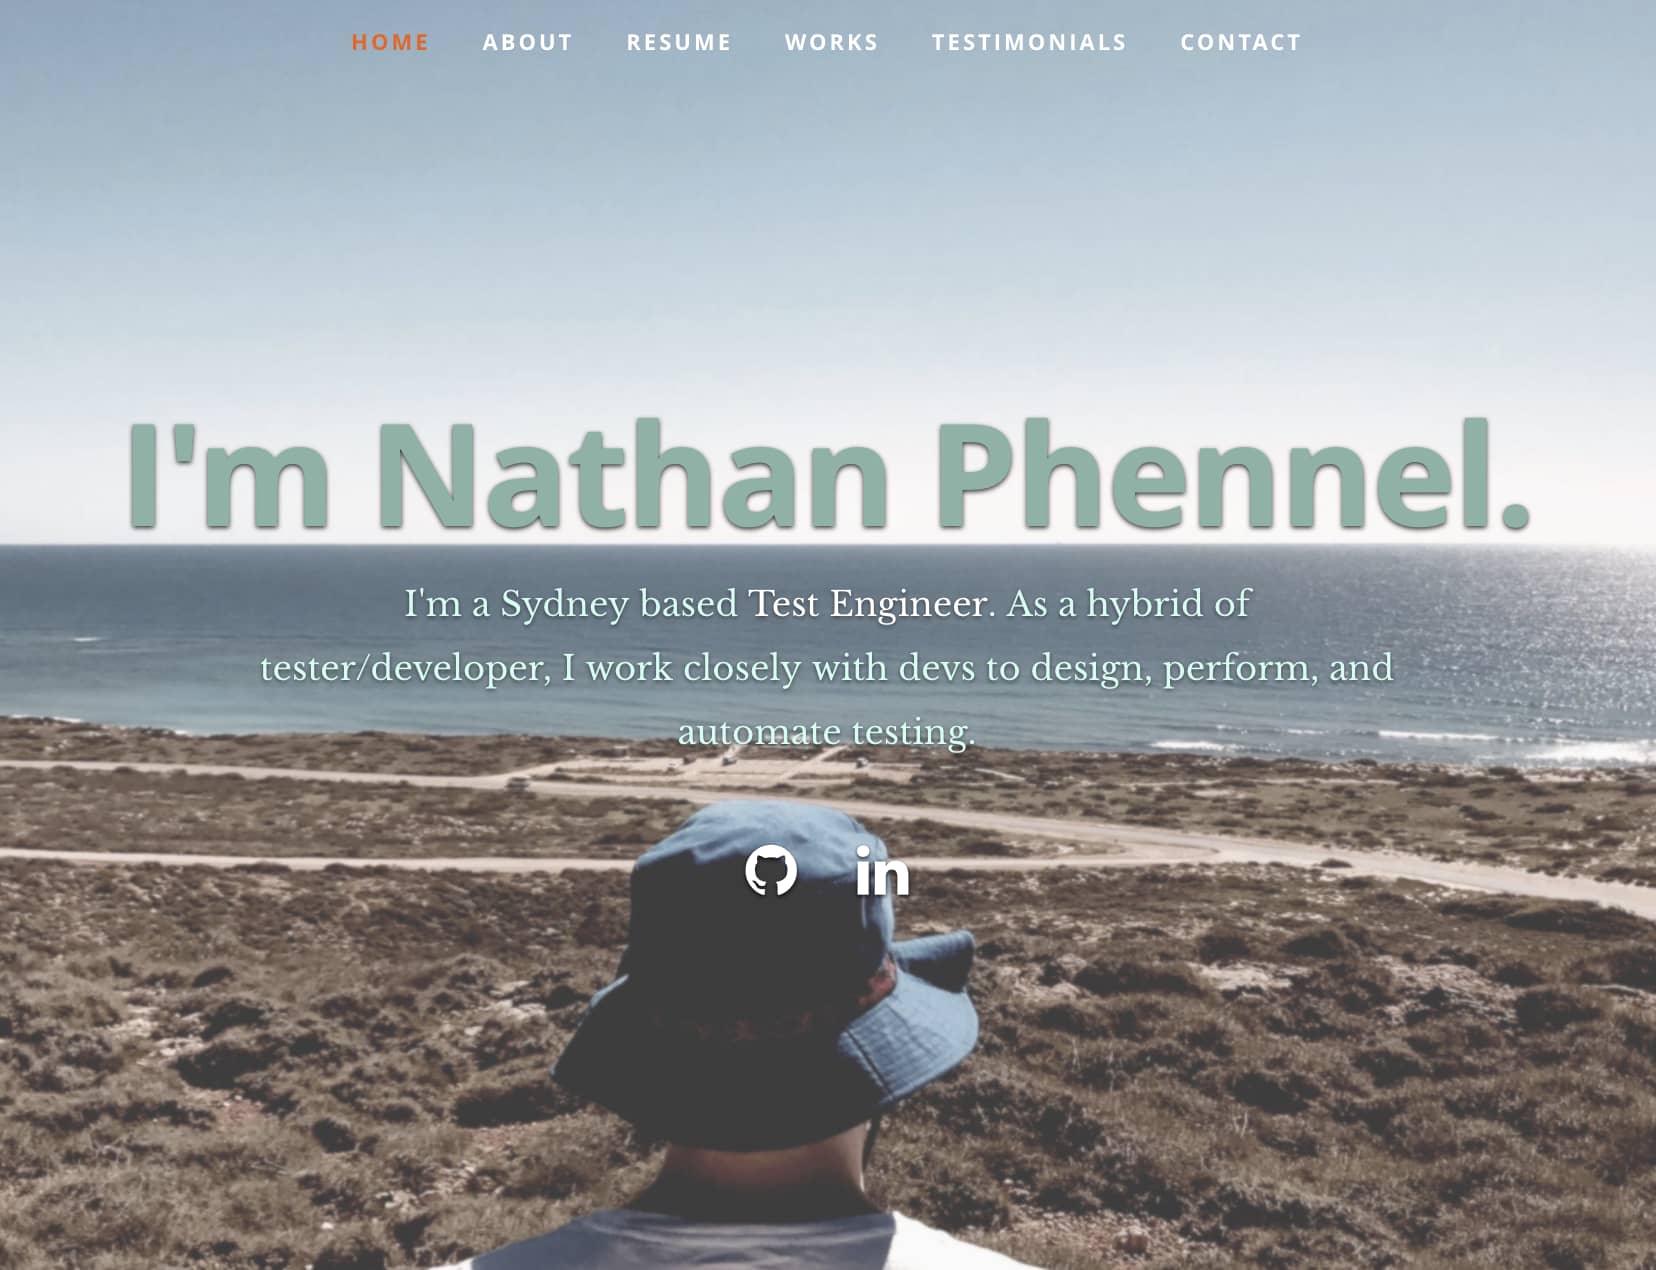 HOME ABOUT RESUME WORKS TESTIMONIALS CONTACT
I'm Nathan Phennel.
I'm a Sydney based Test Engineer. As a hybrid of
tester/developer, I work closely with devs to design, perform, and
automate testing.
in